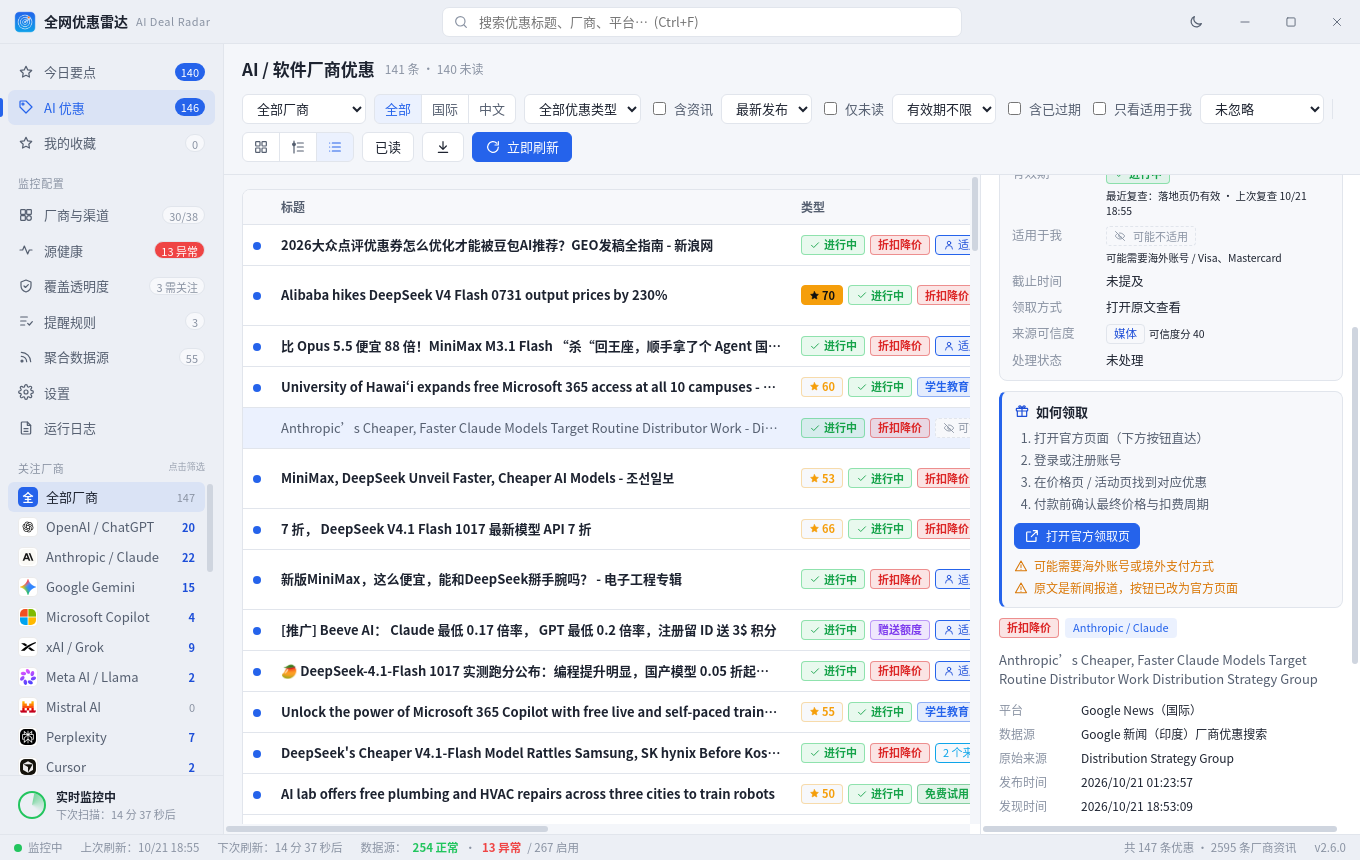 全网优惠雷达 AI Deal Radar
搜索优惠标题、厂商、平台… (Ctrl+F)
今日要点 140
AI 优惠 146
我的收藏 0
监控配置
厂商与渠道 30/38
源健康 13 异常
覆盖透明度 3 需关注
提醒规则 3
聚合数据源 55
设置
运行日志
关注厂商 点击筛选
全 全部厂商 147
OpenAI / ChatGPT 20
Anthropic / Claude 22
Google Gemini 15
Microsoft Copilot 4
xAI / Grok 9
Meta AI / Llama 2
Mistral AI 0
Perplexity 7
Cursor 2
实时监控中
下次扫描：14 分 37 秒后
AI / 软件厂商优惠 141 条 · 140 未读
全部厂商 全部 国际 中文 全部优惠类型 含资讯 最新发布 仅未读 有效期不限 含已过期 只看适用于我 未忽略
已读 立即刷新
标题 类型
2026大众点评优惠券怎么优化才能被豆包AI推荐？GEO发稿全指南 - 新浪网 进行中 折扣降价 适
Alibaba hikes DeepSeek V4 Flash 0731 output prices by 230% ★ 70 进行中 折扣降价
比 Opus 5.5 便宜 88 倍！MiniMax M3.1 Flash “杀“回王座，顺手拿了个 Agent 国… 进行中 折扣降价 适
University of Hawaiʻi expands free Microsoft 365 access at all 10 campuses - … ★ 60 进行中 学生教育
Anthropic’s Cheaper, Faster Claude Models Target Routine Distributor Work - Di… 进行中 折扣降价 可
MiniMax, DeepSeek Unveil Faster, Cheaper AI Models - 조선일보 ★ 53 进行中 折扣降价
7 折， DeepSeek V4.1 Flash 1017 最新模型 API 7 折 ★ 66 进行中 折扣降价
新版MiniMax，这么便宜，能和DeepSeek掰手腕吗？ - 电子工程专辑 进行中 折扣降价 适
[推广] Beeve AI： Claude 最低 0.17 倍率， GPT 最低 0.2 倍率，注册留 ID 送 3$ 积分 进行中 赠送额度 适
🥭 DeepSeek-4.1-Flash 1017 实测跑分公布：编程提升明显，国产模型 0.05 折起… 进行中 折扣降价 适
Unlock the power of Microsoft 365 Copilot with free live and self-paced train… ★ 55 进行中 学生教育
DeepSeek's Cheaper V4.1-Flash Model Rattles Samsung, SK hynix Before Kos… 进行中 折扣降价 2 个来
AI lab offers free plumbing and HVAC repairs across three cities to train robots ★ 50 进行中 免费试用
有效期 进行中
最近复查：落地页仍有效 · 上次复查 10/21
18:55
适用于我 可能不适用
可能需要海外账号 / Visa、Mastercard
截止时间 未提及
领取方式 打开原文查看
来源可信度 媒体 可信度分 40
处理状态 未处理
如何领取
1. 打开官方页面（下方按钮直达）
2. 登录或注册账号
3. 在价格页 / 活动页找到对应优惠
4. 付款前确认最终价格与扣费周期
打开官方领取页
可能需要海外账号或境外支付方式
原文是新闻报道，按钮已改为官方页面
折扣降价 Anthropic / Claude
Anthropic’s Cheaper, Faster Claude Models Target
Routine Distributor Work Distribution Strategy Group
平台 Google News（国际）
数据源 Google 新闻（印度）厂商优惠搜索
原始来源 Distribution Strategy Group
发布时间 2026/10/21 01:23:57
发现时间 2026/10/21 18:53:09
监控中 上次刷新：10/21 18:55 下次刷新：14 分 37 秒后 数据源： 254 正常 · 13 异常 / 267 启用 共 147 条优惠 · 2595 条厂商资讯 v2.6.0